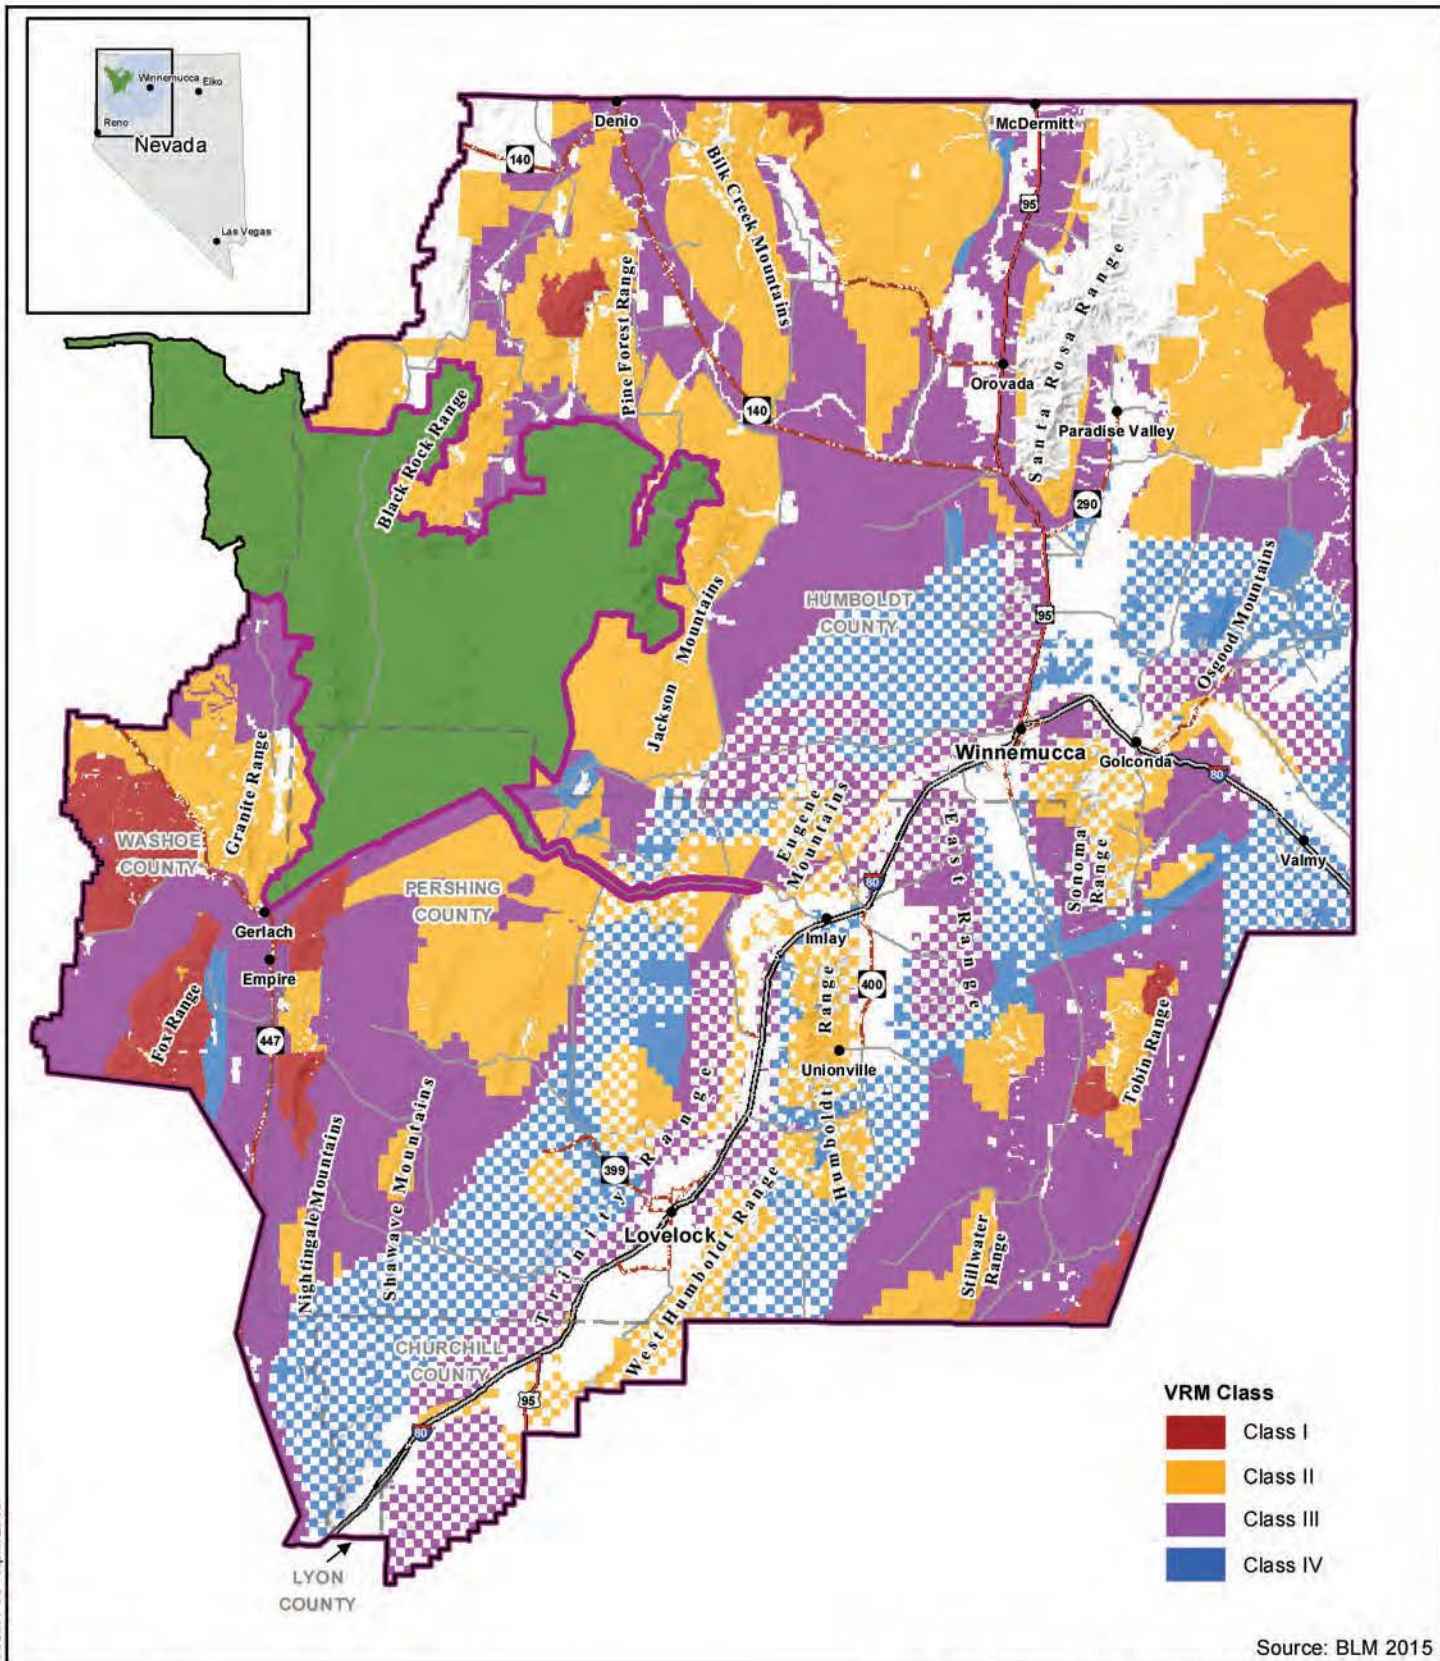 Winnemucca
Elko
Reno
Nevada
Las Vegas
Denio
McDermitt
140
Bilk Creek Mountains
95
Pine Forest Range
Santa Rosa Range
Orovada
Black Rock Range
140
Paradise Valley
290
HUMBOLDT
COUNTY
95
Osgood Mountains
Jackson Mountains
Granite Range
Winnemucca
Golconda
80
WASHOE
COUNTY
Eugene
Mountains
East Range
Sonoma
Range
Valmy
PERSHING
COUNTY
80
Gerlach
Imlay
Empire
400
Fox Range
447
Humboldt Range
Unionville
Tobin Range
Nightingale Mountains
Shawave Mountains
399
Trinity Range
Lovelock
West Humboldt Range
Stillwater
Range
CHURCHILL
COUNTY
95
80
LYON
COUNTY
VRM Class
Class I
Class II
Class III
Class IV
Source: BLM 2015